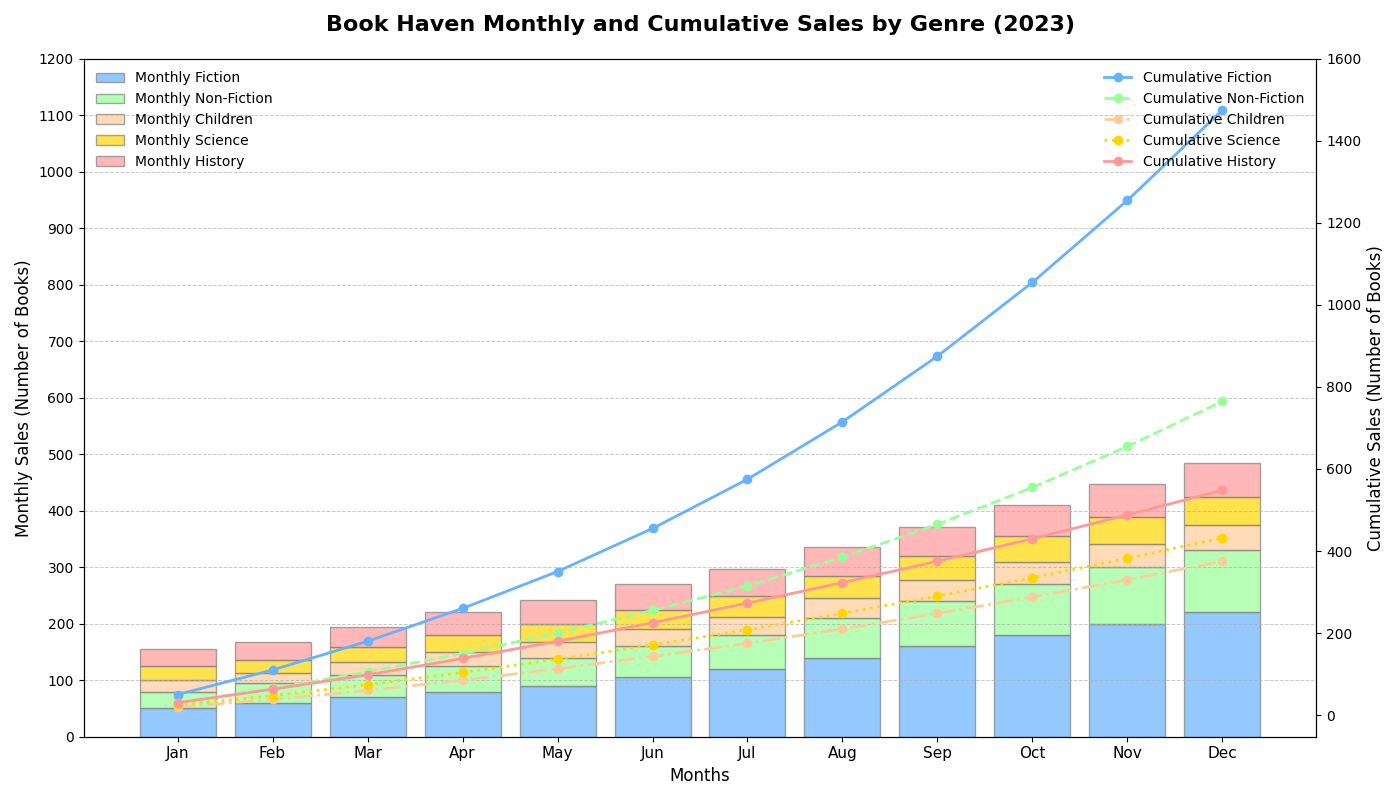 Book Haven Monthly and Cumulative Sales by Genre (2023)
Monthly Sales (Number of Books)
1200
1100
1000
900
800
700
600
500
400
300
200
100
0
Monthly Fiction
Monthly Non-Fiction
Monthly Children
Monthly Science
Monthly History
Cumulative Fiction
Cumulative Non-Fiction
Cumulative Children
Cumulative Science
Cumulative History
1600
1400
1200
1000
800
600
400
200
0
Cumulative Sales (Number of Books)
Jan Feb Mar Apr May Jun Jul Aug Sep Oct Nov Dec
Months